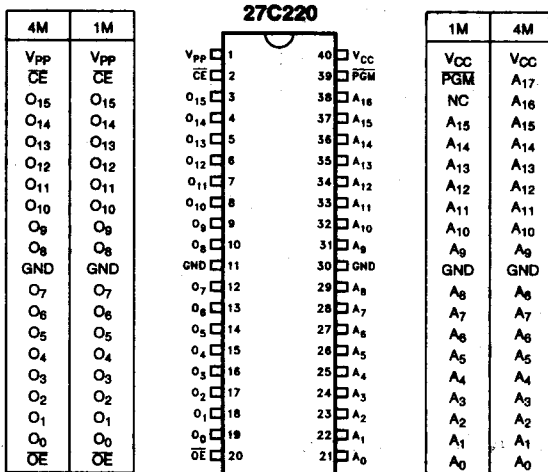 27C220
4M 1M
VPP VPP
C̅E̅ C̅E̅
O15 O15
O14 O14
O13 O13
O12 O12
O11 O11
O10 O10
O9 O9
O8 O8
GND GND
O7 O7
O6 O6
O5 O5
O4 O4
O3 O3
O2 O2
O1 O1
O0 O0
O̅E̅ O̅E̅
VPP 1 40 VCC
C̅E̅ 2 39 P̅G̅M̅
O15 3 38 A16
O14 4 37 A15
O13 5 36 A14
O12 6 35 A13
O11 7 34 A12
O10 8 33 A11
O9 9 32 A10
O8 10 31 A9
GND 11 30 GND
O7 12 29 A8
O6 13 28 A7
O5 14 27 A6
O4 15 26 A5
O3 16 25 A4
O2 17 24 A3
O1 18 23 A2
O0 19 22 A1
O̅E̅ 20 21 A0
1M 4M
VCC VCC
P̅G̅M̅ A17
NC A16
A15 A15
A14 A14
A13 A13
A12 A12
A11 A11
A10 A10
A9 A9
GND GND
A8 A8
A7 A7
A6 A6
A5 A5
A4 A4
A3 A3
A2 A2
A1 A1
A0 A0